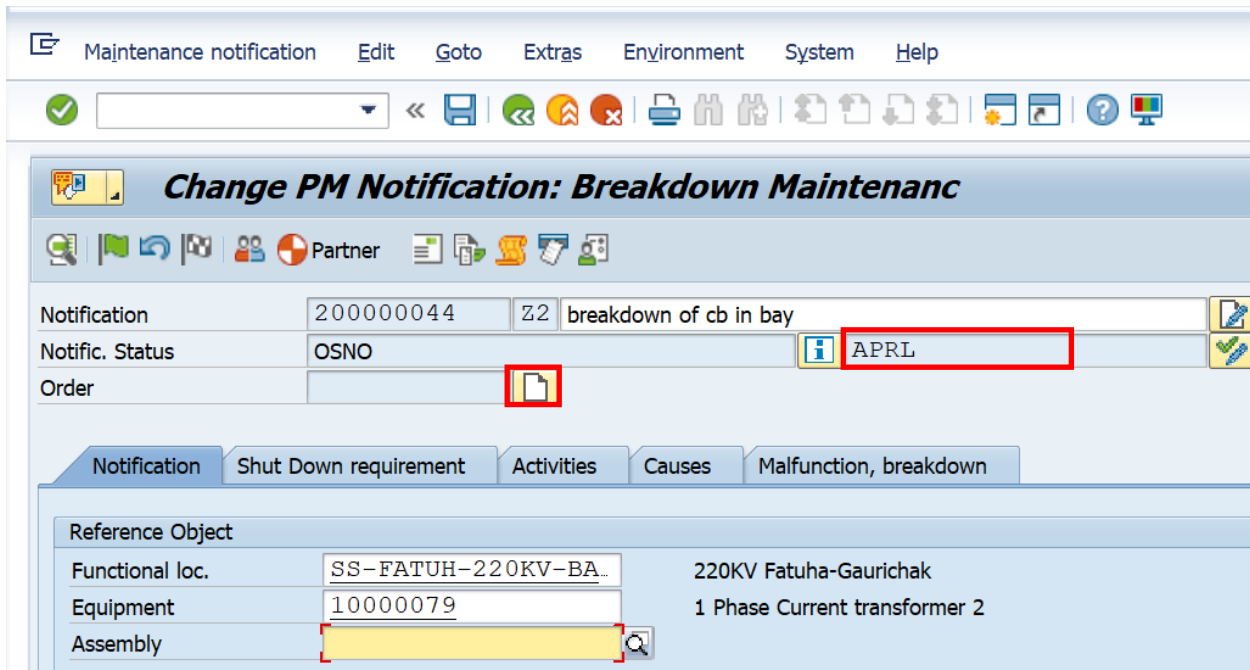 Maintenance notification Edit Goto Extras Environment System Help
Change PM Notification: Breakdown Maintenanc
Partner
Notification 200000044 Z2 breakdown of cb in bay
Notific. Status OSNO APRL
Order
Notification Shut Down requirement Activities Causes Malfunction, breakdown
Reference Object
Functional loc. SS-FATUH-220KV-BA… 220KV Fatuha-Gaurichak
Equipment 10000079 1 Phase Current transformer 2
Assembly